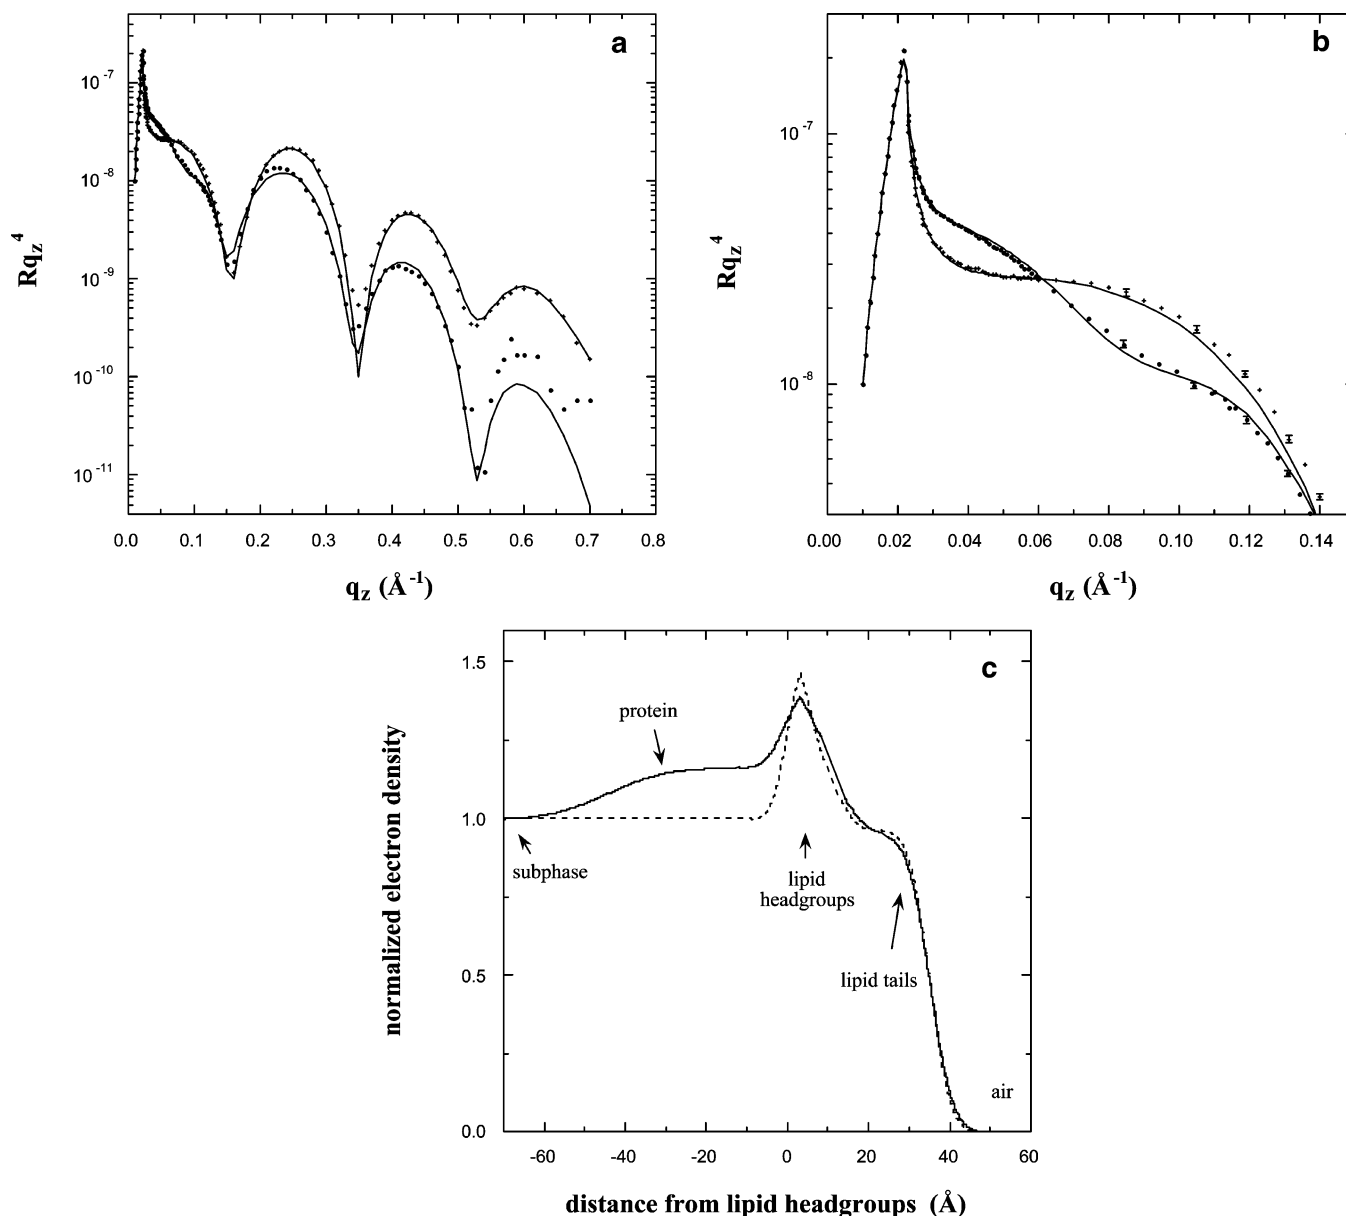 a
10⁻⁷
10⁻⁸
10⁻⁹
10⁻¹⁰
10⁻¹¹
Rq_z⁴
0.0 0.1 0.2 0.3 0.4 0.5 0.6 0.7 0.8
q_z (Å⁻¹)
b
10⁻⁷
10⁻⁸
Rq_z⁴
0.00 0.02 0.04 0.06 0.08 0.10 0.12 0.14
q_z (Å⁻¹)
c
1.5
1.0
0.5
0.0
normalized electron density
protein
subphase
lipid
headgroups
lipid tails
air
-60 -40 -20 0 20 40 60
distance from lipid headgroups (Å)